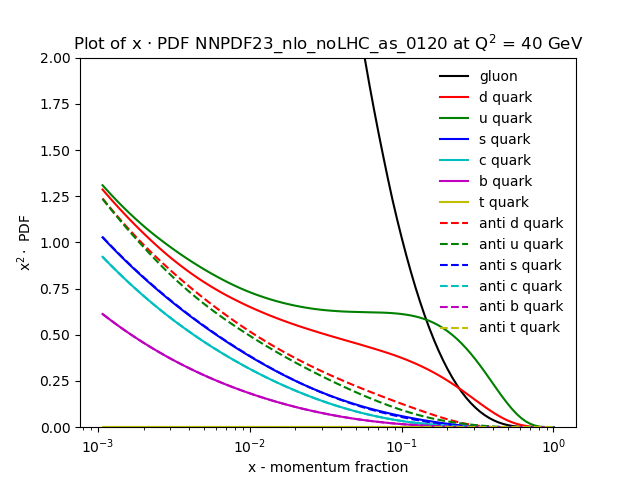 Plot of x · PDF NNPDF23_nlo_noLHC_as_0120 at Q² = 40 GeV
2.00
1.75
1.50
1.25
1.00
0.75
0.50
0.25
0.00
x² · PDF
gluon
d quark
u quark
s quark
c quark
b quark
t quark
anti d quark
anti u quark
anti s quark
anti c quark
anti b quark
anti t quark
10⁻³ 10⁻² 10⁻¹ 10⁰
x - momentum fraction